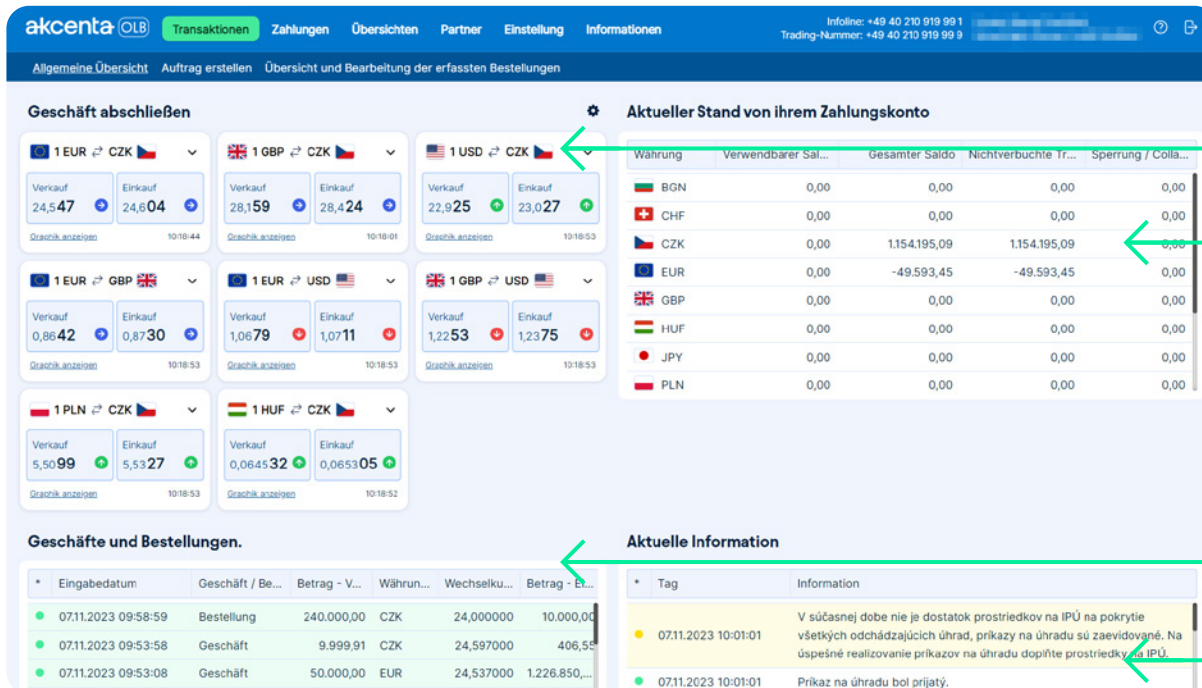 akcenta OLB Transaktionen Zahlungen Übersichten Partner Einstellung Informationen
Infoline: +49 40 210 919 99 1
Trading-Nummer: +49 40 210 919 99 9
Allgemeine Übersicht Auftrag erstellen Übersicht und Bearbeitung der erfassten Bestellungen
Geschäft abschließen
1 EUR ⇄ CZK
Verkauf Einkauf
24,547 24,604
Graphik anzeigen 10:18:44
1 GBP ⇄ CZK
Verkauf Einkauf
28,159 28,424
Graphik anzeigen 10:18:01
1 USD ⇄ CZK
Verkauf Einkauf
22,925 23,027
Graphik anzeigen 10:18:53
1 EUR ⇄ GBP
Verkauf Einkauf
0,8642 0,8730
Graphik anzeigen 10:18:53
1 EUR ⇄ USD
Verkauf Einkauf
1,0679 1,0711
Graphik anzeigen 10:18:53
1 GBP ⇄ USD
Verkauf Einkauf
1,2253 1,2375
Graphik anzeigen 10:18:53
1 PLN ⇄ CZK
Verkauf Einkauf
5,5099 5,5327
Graphik anzeigen 10:18:53
1 HUF ⇄ CZK
Verkauf Einkauf
0,064532 0,065305
Graphik anzeigen 10:18:52
Aktueller Stand von ihrem Zahlungskonto
Währung Verwendbarer Sal... Gesamter Saldo Nichtverbuchte Tr... Sperrung / Colla...
BGN 0,00 0,00 0,00 0,00
CHF 0,00 0,00 0,00 0,00
CZK 0,00 1.154.195,09 1.154.195,09 0,00
EUR 0,00 -49.593,45 -49.593,45 0,00
GBP 0,00 0,00 0,00 0,00
HUF 0,00 0,00 0,00 0,00
JPY 0,00 0,00 0,00 0,00
PLN 0,00 0,00 0,00 0,00
Geschäfte und Bestellungen.
* Eingabedatum Geschäft / Be... Betrag - V... Währun... Wechselku... Betrag - Ei...
07.11.2023 09:58:59 Bestellung 240.000,00 CZK 24,000000 10.000,00
07.11.2023 09:53:58 Geschäft 9.999,91 CZK 24,597000 406,55
07.11.2023 09:53:08 Geschäft 50.000,00 EUR 24,537000 1.226.850,...
Aktuelle Information
* Tag Information
07.11.2023 10:01:01 V súčasnej dobe nie je dostatok prostriedkov na IPÚ na pokrytie
všetkých odchádzajúcich úhrad, príkazy na úhradu sú zaevidované. Na
úspešné realizovanie príkazov na úhradu doplňte prostriedky na IPÚ.
07.11.2023 10:01:01 Príkaz na úhradu bol prijatý.